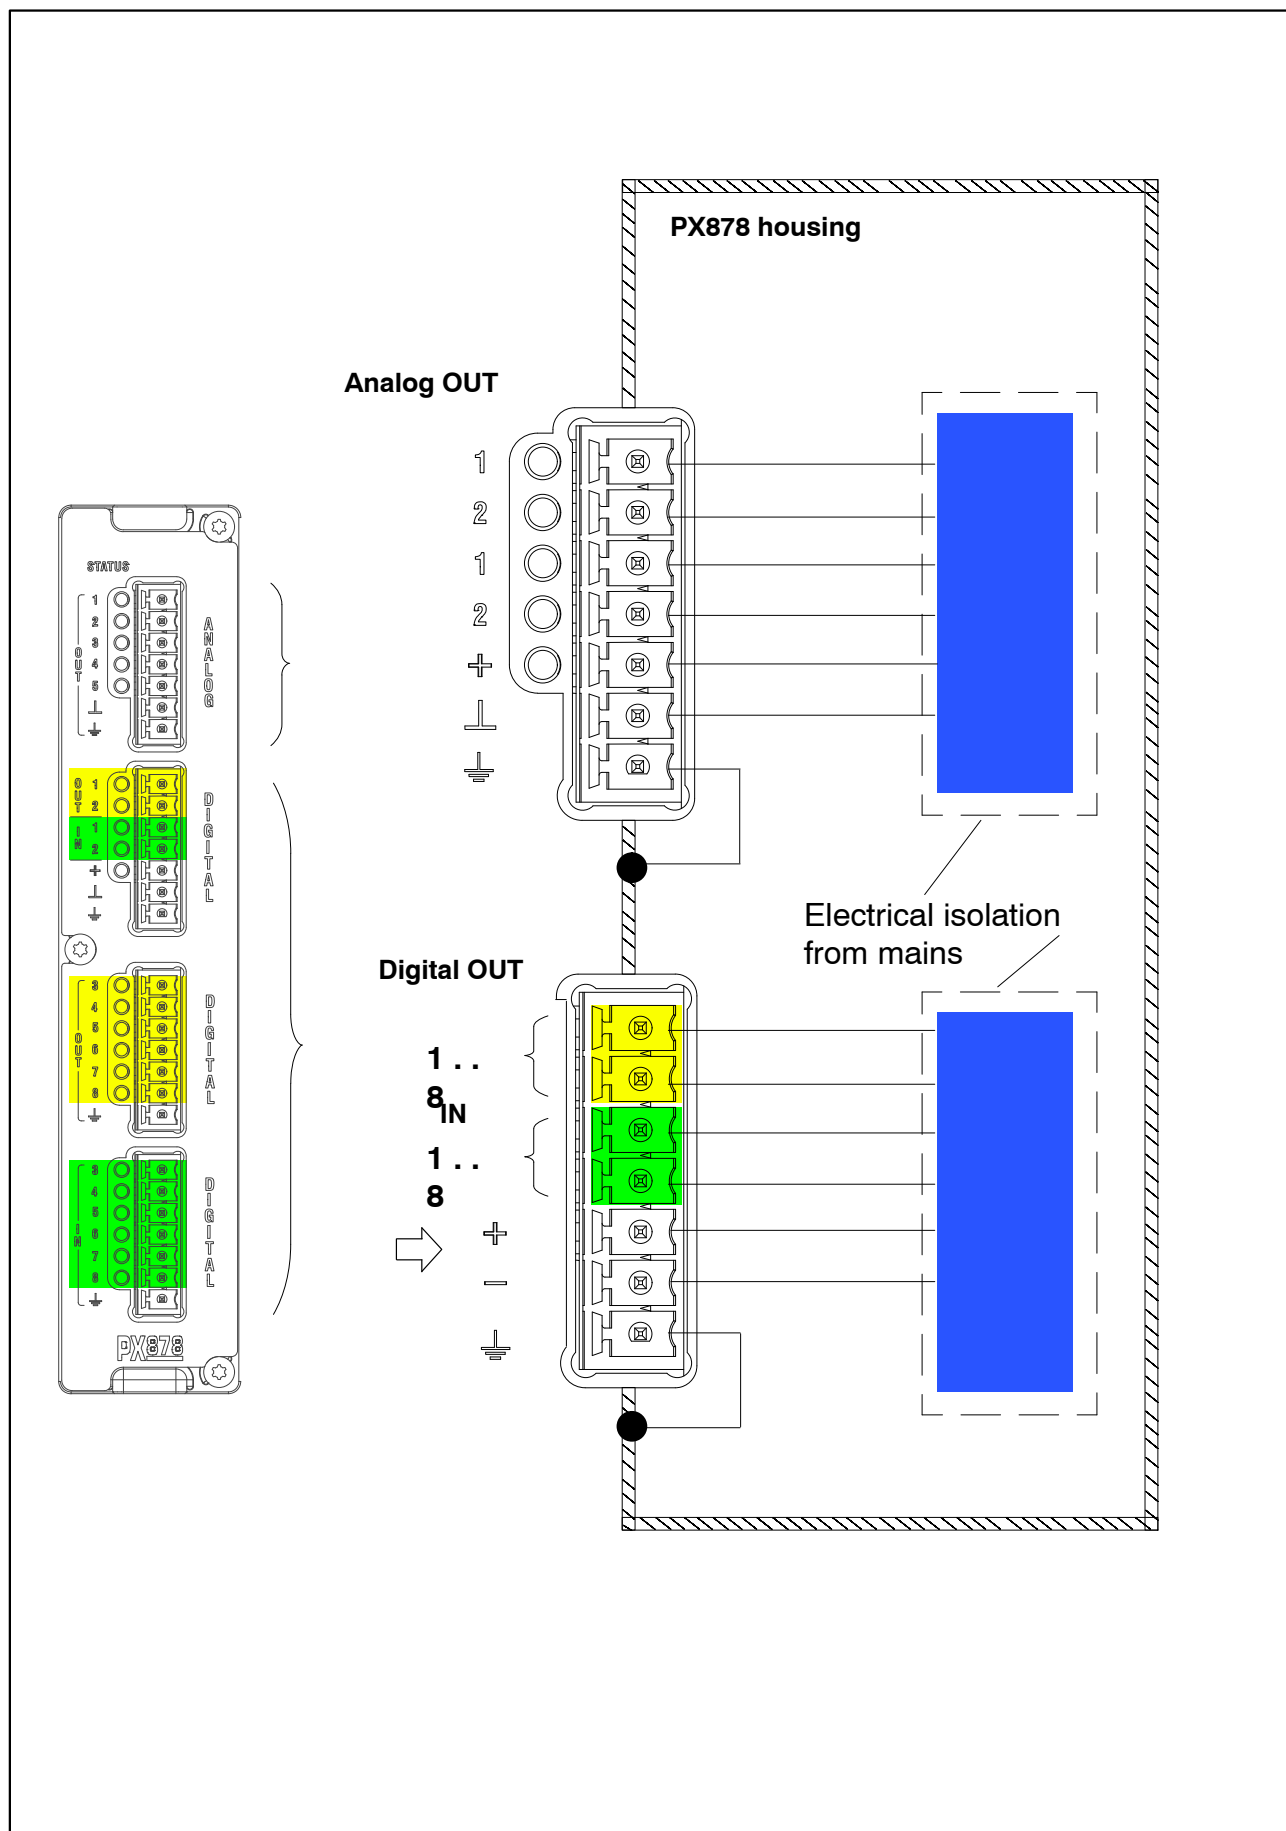 PX878 housing
Analog OUT
1
2
1
2
+
STATUS
1
2
3
4
5
OUT
ANALOG
OUT
1
2
IN
1
2
+
DIGITAL
Electrical isolation
from mains
Digital OUT
1 . .
8
IN
1 . .
8
+
−
3
4
5
6
7
8
OUT
DIGITAL
3
4
5
6
7
8
IN
DIGITAL
PX878